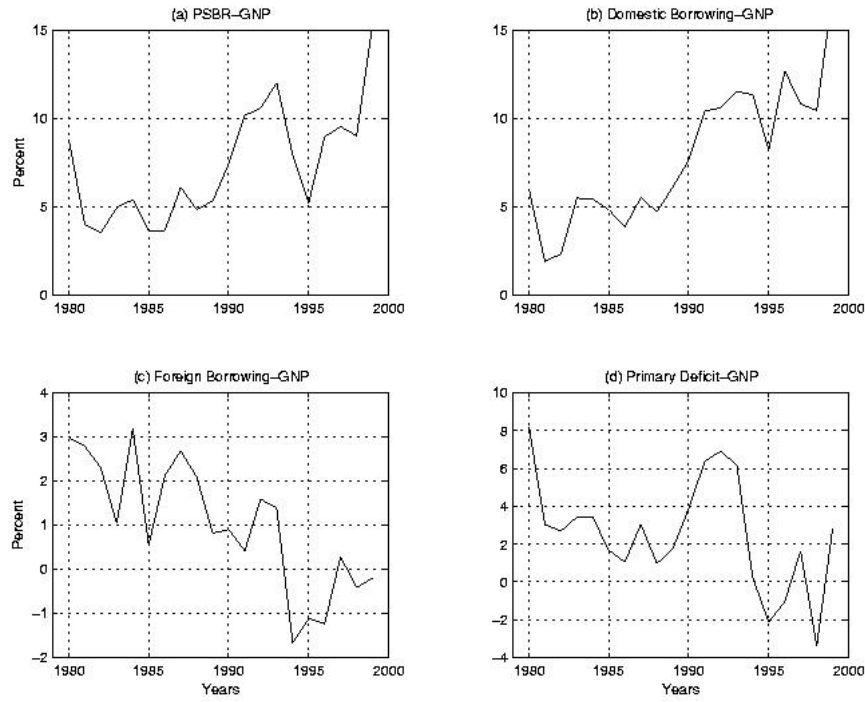 (a) PSBR–GNP
15
10
5
0
Percent
1980 1985 1990 1995 2000
(b) Domestic Borrowing–GNP
15
10
5
0
1980 1985 1990 1995 2000
(c) Foreign Borrowing–GNP
4
3
2
1
0
–1
–2
Percent
1980 1985 1990 1995 2000
Years
(d) Primary Deficit–GNP
10
8
6
4
2
0
–2
–4
1980 1985 1990 1995 2000
Years